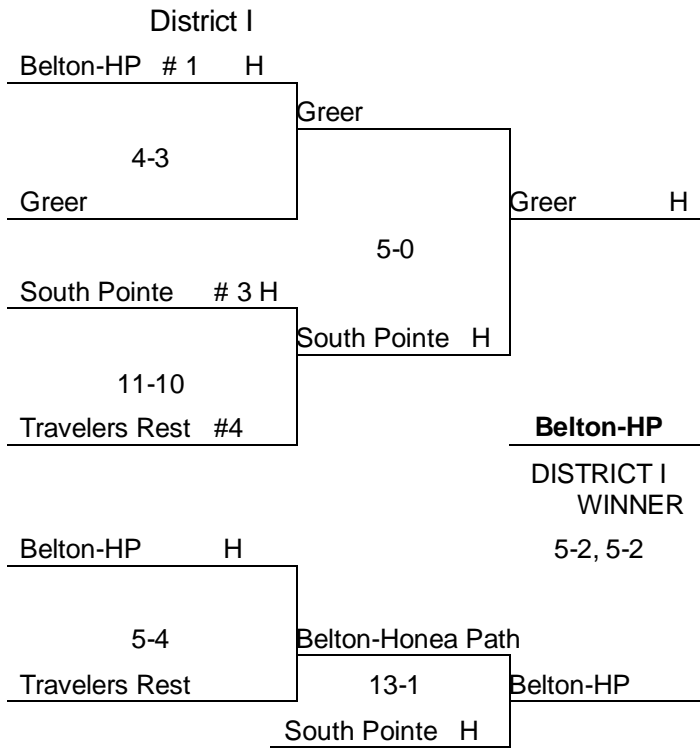 District I
Belton-HP # 1 H
Greer
4-3
Greer
Greer H
5-0
South Pointe # 3 H
South Pointe H
11-10
Travelers Rest #4
Belton-HP
DISTRICT I
WINNER
Belton-HP H
5-2, 5-2
5-4
Belton-Honea Path
Travelers Rest
13-1
Belton-HP
South Pointe H